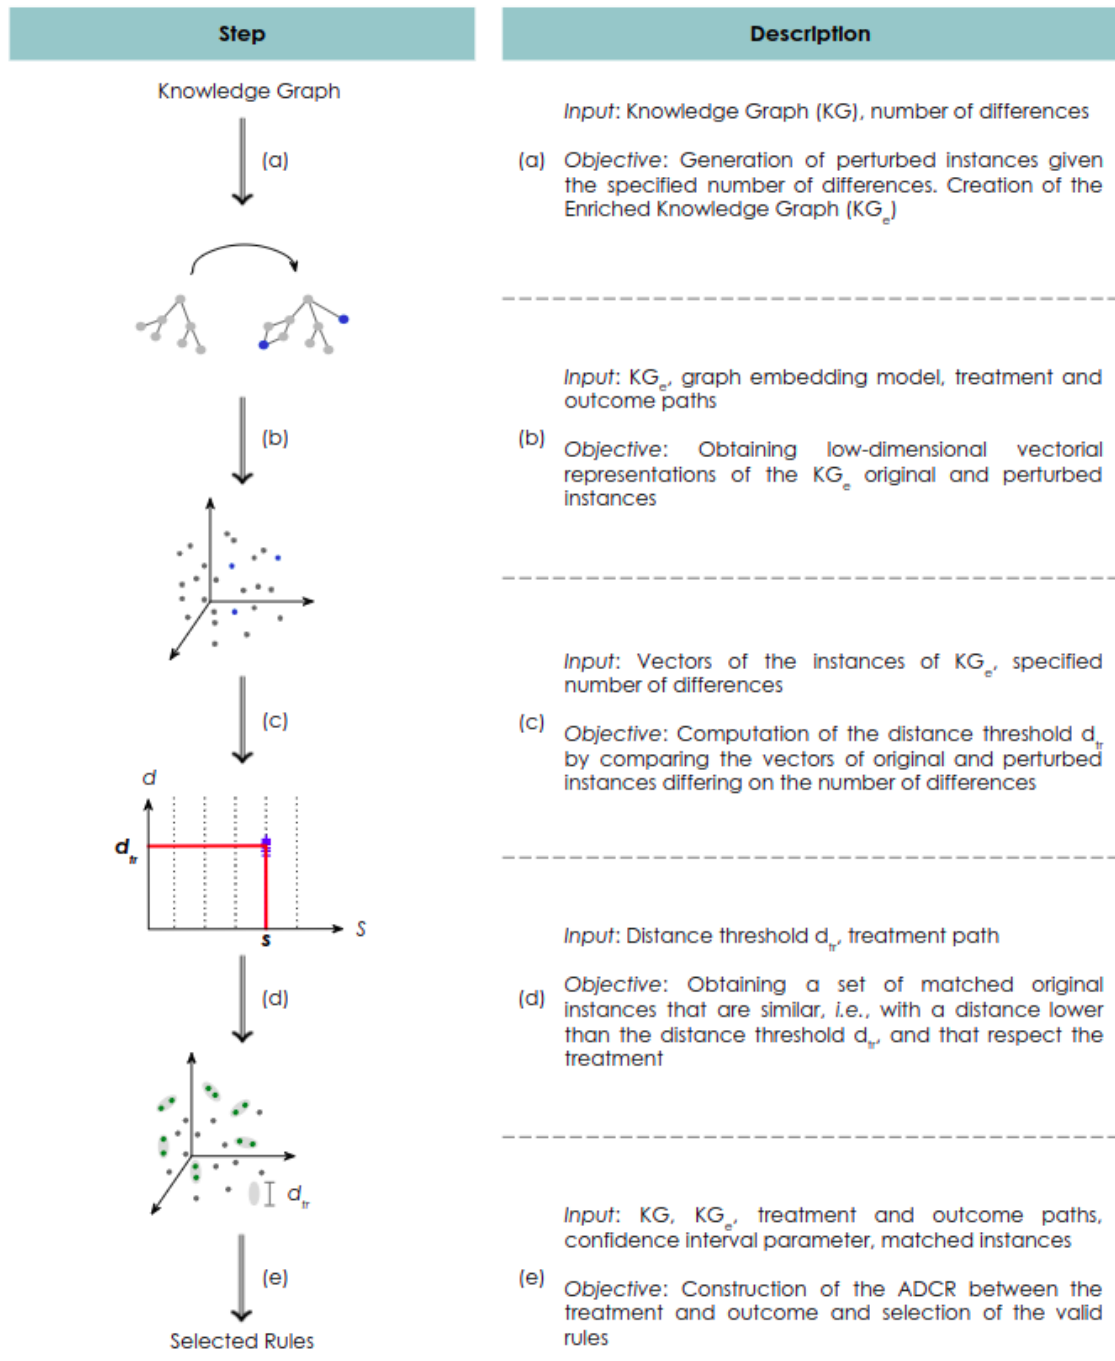 Step
Description
Knowledge Graph
(a)
Input: Knowledge Graph (KG), number of differences
(a) Objective: Generation of perturbed instances given
the specified number of differences. Creation of the
Enriched Knowledge Graph (KGe)
(b)
Input: KGe, graph embedding model, treatment and
outcome paths
(b) Objective: Obtaining low-dimensional vectorial
representations of the KGe original and perturbed
instances
(c)
Input: Vectors of the instances of KGe, specified
number of differences
(c) Objective: Computation of the distance threshold dtr
by comparing the vectors of original and perturbed
instances differing on the number of differences
d
dtr
s
S
(d)
Input: Distance threshold dtr, treatment path
(d) Objective: Obtaining a set of matched original
instances that are similar, i.e., with a distance lower
than the distance threshold dtr, and that respect the
treatment
dtr
(e)
Input: KG, KGe, treatment and outcome paths,
confidence interval parameter, matched instances
(e) Objective: Construction of the ADCR between the
treatment and outcome and selection of the valid
rules
Selected Rules